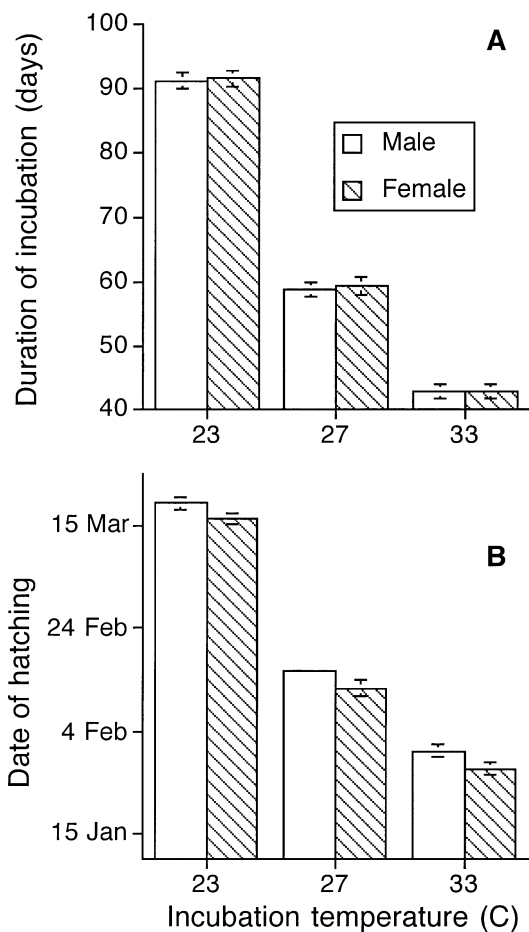 A
Duration of incubation (days)
100
90
80
70
60
50
40
Male
Female
23 27 33
B
Date of hatching
15 Mar
24 Feb
4 Feb
15 Jan
23 27 33
Incubation temperature (C)